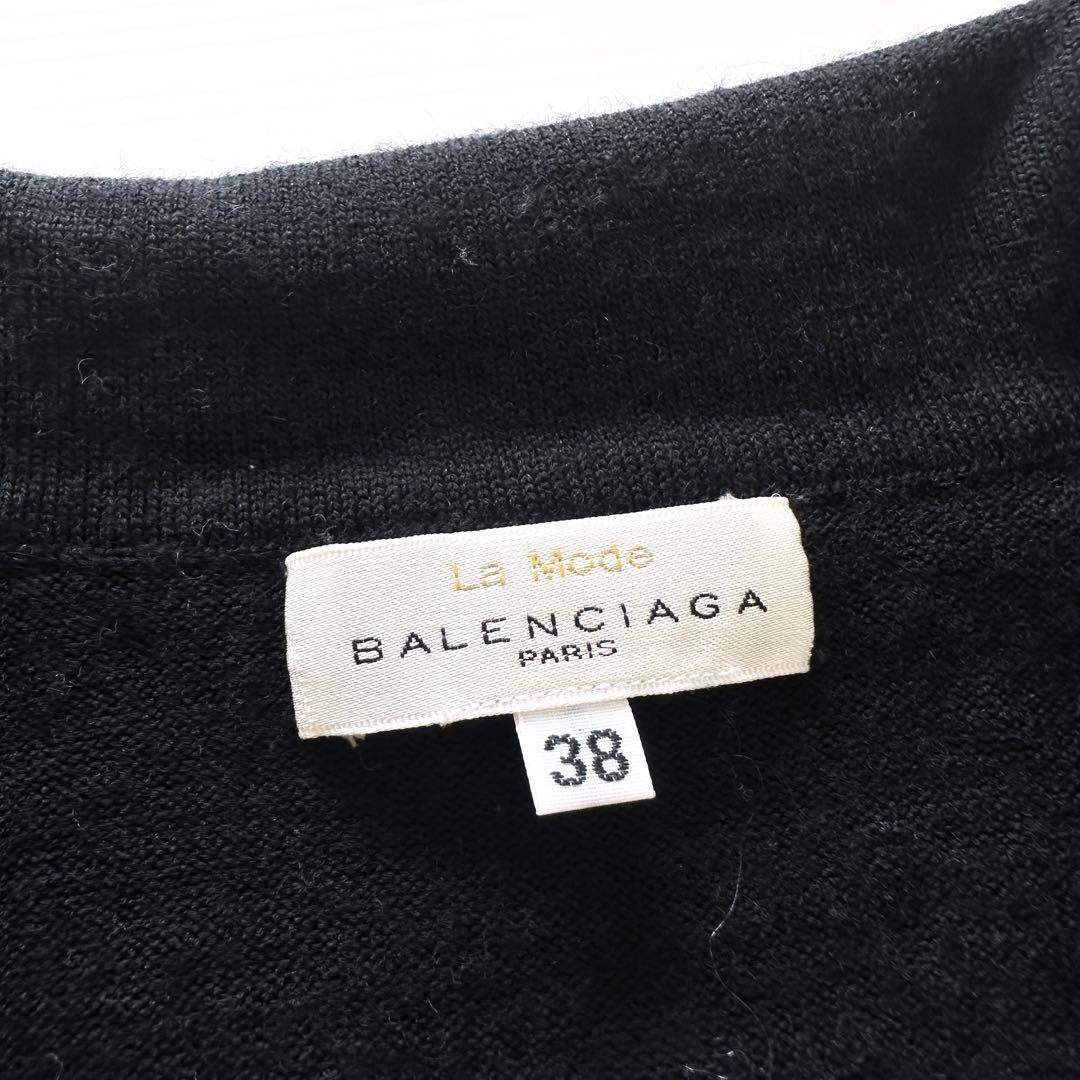 La Mode
BALENCIAGA
PARIS
38